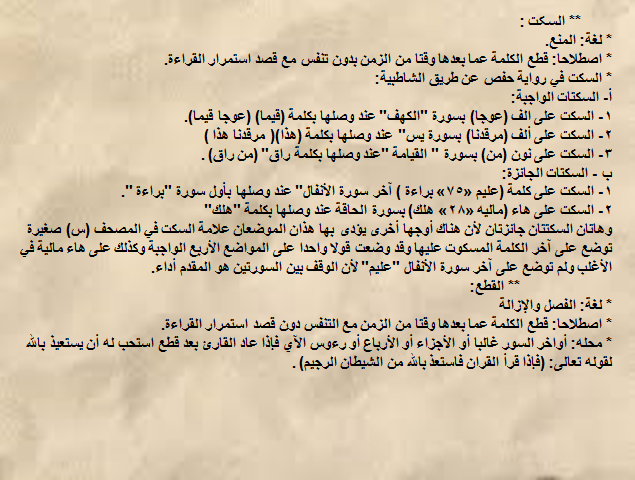 ** السكت :
* لغة: المنع.
* اصطلاحا: قطع الكلمة عما بعدها وقتا من الزمن بدون تنفس مع قصد استمرار القراءة.
* السكت في رواية حفص عن طريق الشاطبية:
أ- السكتات الواجبة:
١- السكت على الف (عوجا) بسورة "الكهف" عند وصلها بكلمة (قيما) (عوجا قيما).
٢- السكت على ألف (مرقدنا) بسورة يس" عند وصلها بكلمة (هذا)( مرقدنا هذا )
٣- السكت على نون (من) بسورة " القيامة "عند وصلها بكلمة راق" (من راق) .
ب - السكتات الجائزة:
١- السكت على كلمة (عليم «٧٥» براءة ) آخر سورة الأنفال" عند وصلها بأول سورة "براءة ".
٢- السكت على هاء (ماليه «٢٨» هلك) بسورة الحاقة عند وصلها بكلمة "هلك"
وهاتان السكتتان جائزتان لأن هناك أوجها أخرى يؤدى بها هذان الموضعان علامة السكت في المصحف (س) صغيرة
توضع على آخر الكلمة المسكوت عليها وقد وضعت قولا واحدا على المواضع الأربع الواجبة وكذلك على هاء مالية في
الأغلب ولم توضع على آخر سورة الأنفال "عليم" لأن الوقف بين السورتين هو المقدم أداء.
** القطع:
* لغة: الفصل والإزالة
* اصطلاحا: قطع الكلمة عما بعدها وقتا من الزمن مع التنفس دون قصد استمرار القراءة.
* محله: أواخر السور غالبا أو الأجزاء أو الأرباع أو رءوس الآي فإذا عاد القارئ بعد قطع استحب له أن يستعيذ بالله
لقوله تعالى: (فإذا قرأ القران فاستعذ بالله من الشيطان الرجيم) .